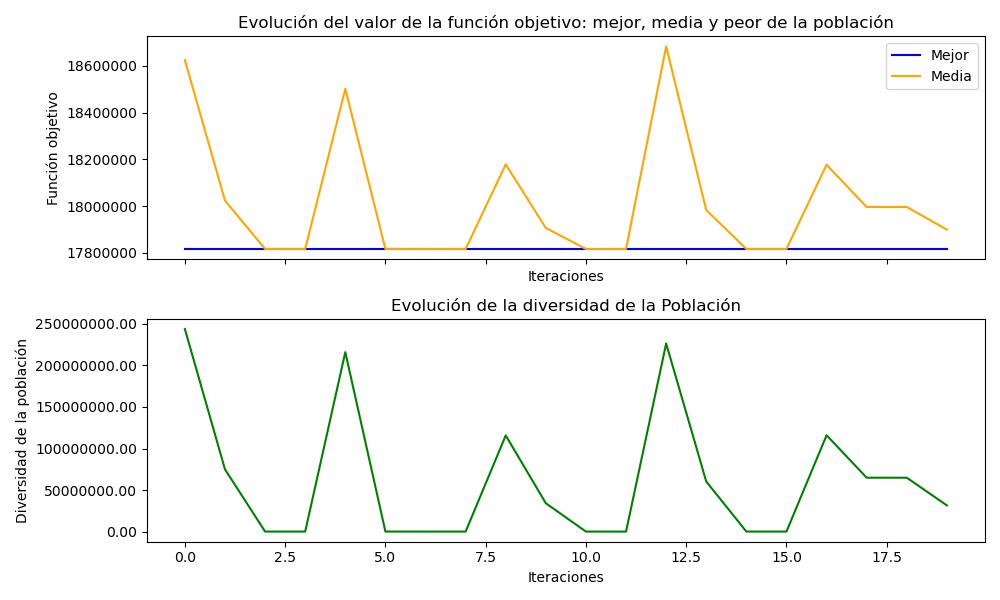 Evolución del valor de la función objetivo: mejor, media y peor de la población
Función objetivo
18600000
18400000
18200000
18000000
17800000
Mejor
Media
Iteraciones
Evolución de la diversidad de la Población
Diversidad de la población
250000000.00
200000000.00
150000000.00
100000000.00
50000000.00
0.00
0.0 2.5 5.0 7.5 10.0 12.5 15.0 17.5
Iteraciones